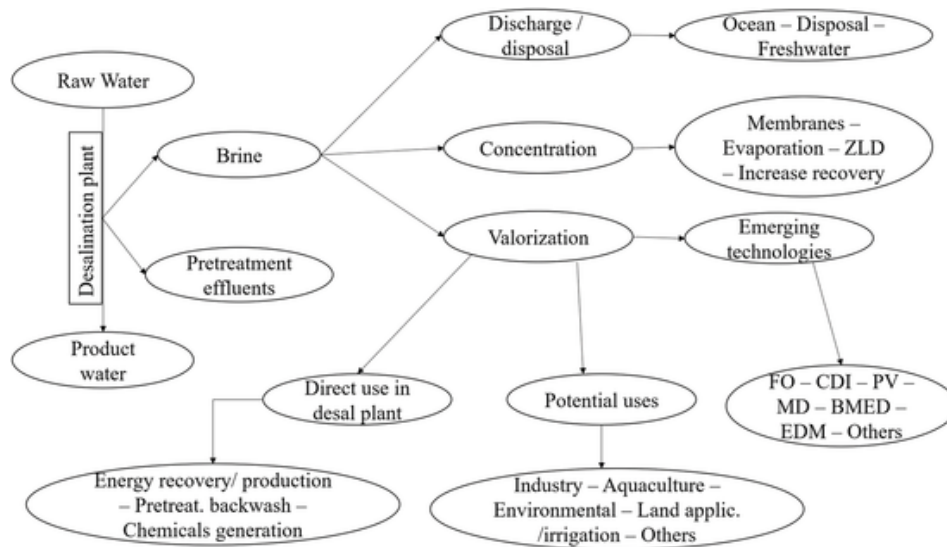 Discharge /
disposal
Ocean – Disposal –
Freshwater
Raw Water
Desalination plant
Brine
Concentration
Membranes –
Evaporation – ZLD
– Increase recovery
Pretreatment
effluents
Valorization
Emerging
technologies
Product
water
Direct use in
desal plant
Potential uses
FO – CDI – PV –
MD – BMED –
EDM – Others
Energy recovery/ production
– Pretreat. backwash –
Chemicals generation
Industry – Aquaculture –
Environmental – Land applic.
/irrigation – Others